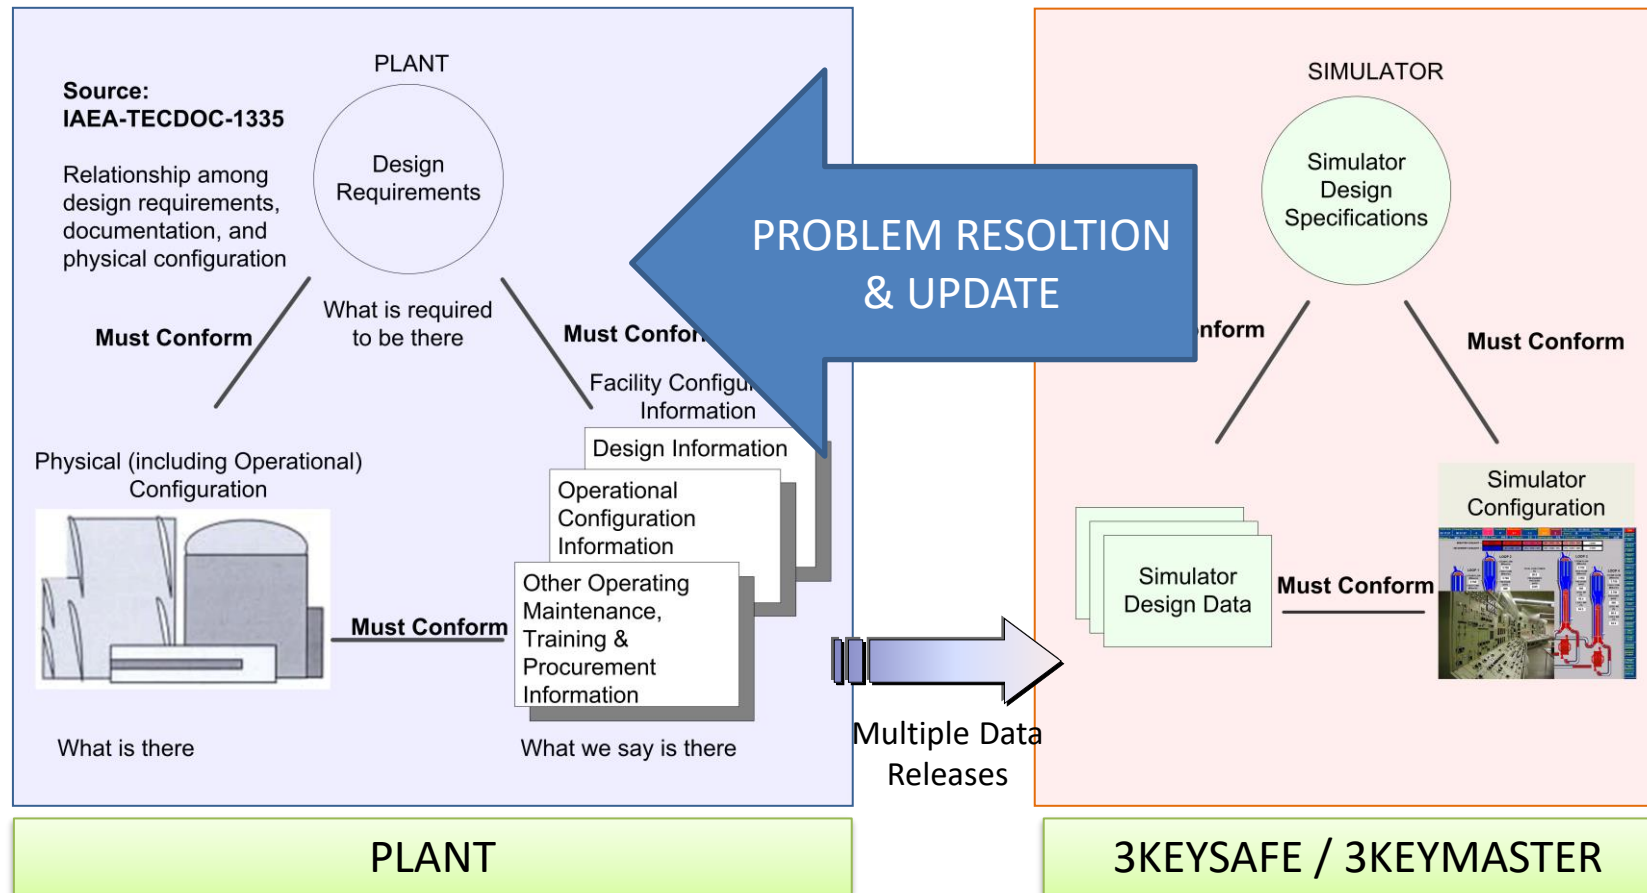 PLANT
Source:
IAEA-TECDOC-1335
Relationship among
design requirements,
documentation, and
physical configuration
Design
Requirements
What is required
to be there
Must Conform
Must Confor
Facility Configu
Information
Physical (including Operational)
Configuration
Design Information
Operational
Configuration
Information
Other Operating
Maintenance,
Training &
Procurement
Information
Must Conform
What is there
What we say is there
PROBLEM RESOLTION
& UPDATE
Multiple Data
Releases
SIMULATOR
Simulator
Design
Specifications
nform
Must Conform
Simulator
Configuration
Simulator
Design Data
Must Conform
LOOP 2
LOOP 3
PLANT
3KEYSAFE / 3KEYMASTER